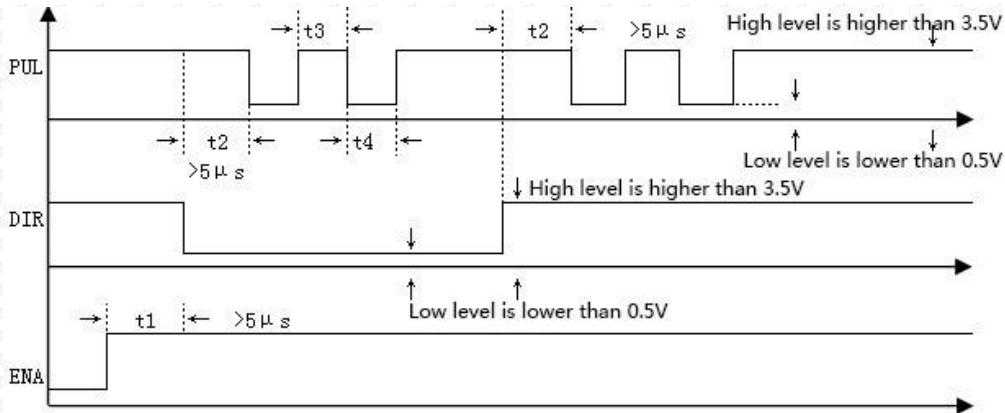 High level is higher than 3.5V
t3
t2
>5μs
PUL
t2
t4
Low level is lower than 0.5V
>5μs
High level is higher than 3.5V
DIR
Low level is lower than 0.5V
t1
>5μs
ENA